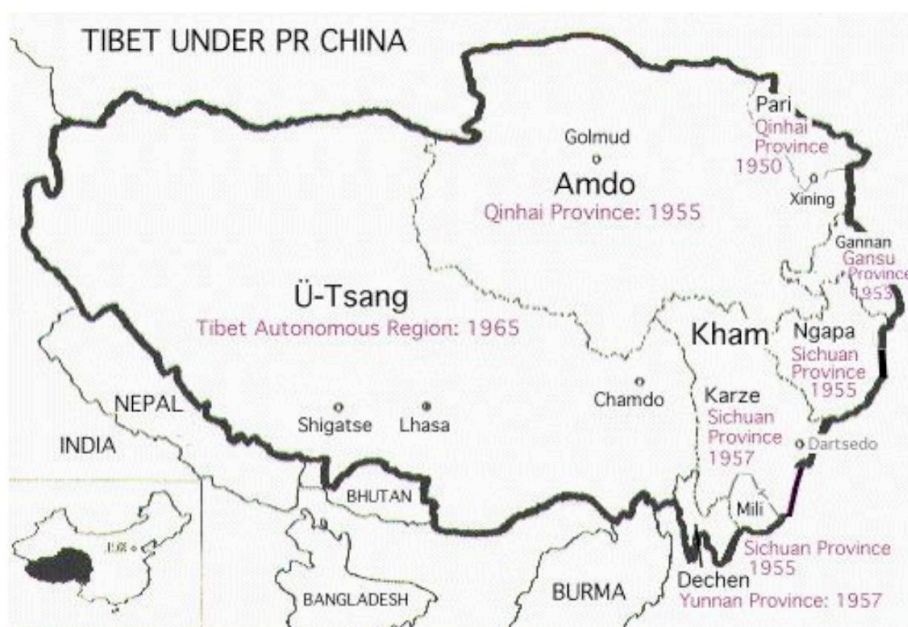 TIBET UNDER PR CHINA
Pari
Qinhai
Province
1950
Golmud
Amdo
Xining
Qinhai Province: 1955
Gannan
Gansu
Province
1953
Ü-Tsang
Tibet Autonomous Region: 1965
Kham
Ngapa
Sichuan
Province
1955
Chamdo
Karze
Sichuan
Province
1957
NEPAL
Shigatse
Lhasa
Dartsedo
INDIA
BHUTAN
Mili
Sichuan Province
1955
Dechen
Yunnan Province: 1957
BURMA
BANGLADESH